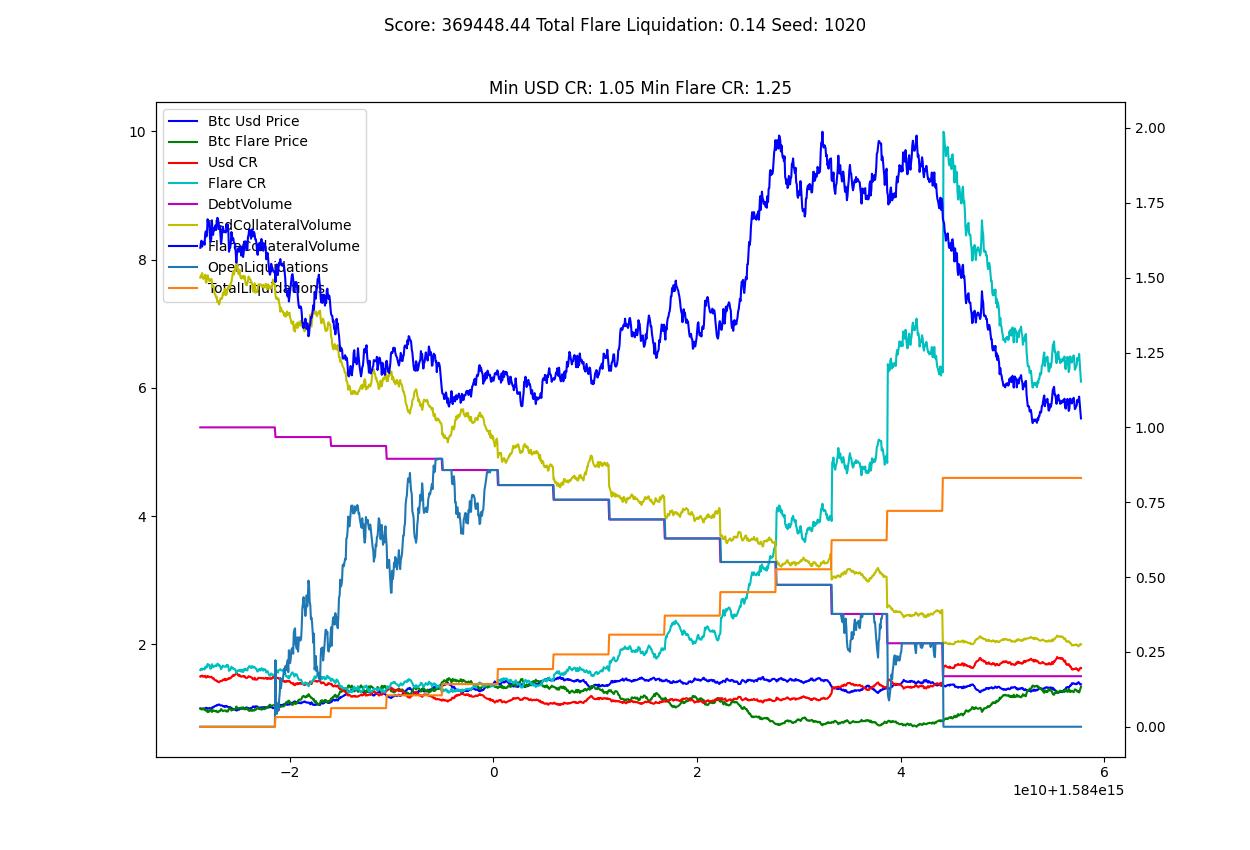 Score: 369448.44 Total Flare Liquidation: 0.14 Seed: 1020
Min USD CR: 1.05 Min Flare CR: 1.25
Btc Usd Price
Btc Flare Price
Usd CR
Flare CR
DebtVolume
UsdCollateralVolume
FlareCollateralVolume
OpenLiquidations
TotalLiquidations
10
8
6
4
2
2.00
1.75
1.50
1.25
1.00
0.75
0.50
0.25
0.00
−2
0
2
4
6
1e10+1.584e15